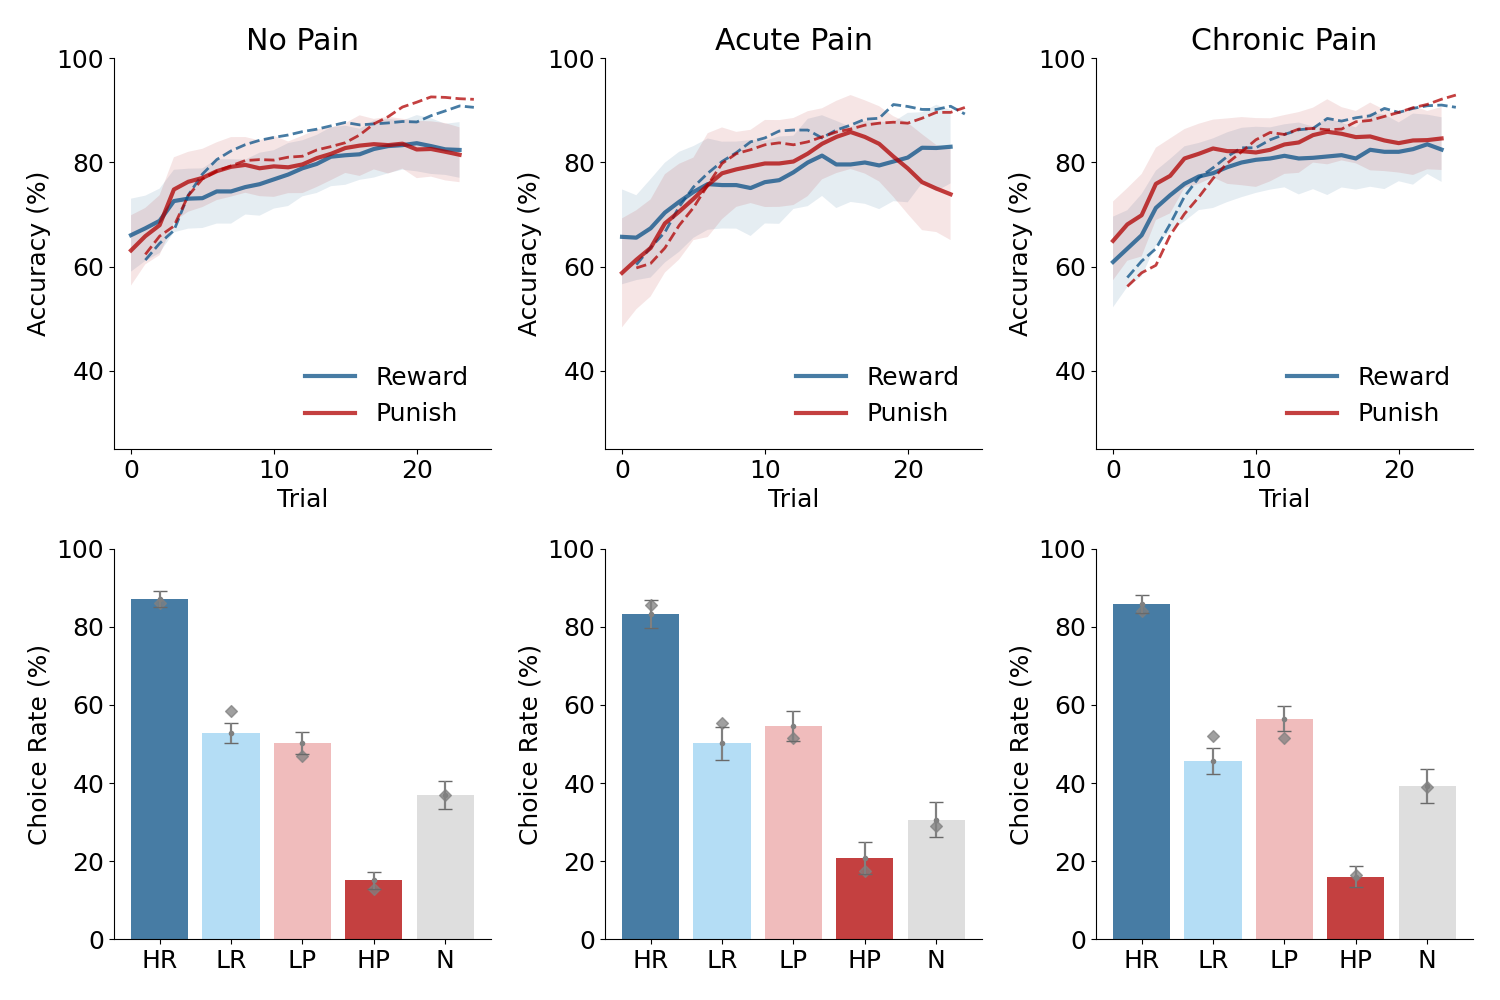 No Pain
100
80
60
40
Accuracy (%)
Reward
Punish
0 10 20
Trial
Acute Pain
100
80
60
40
Accuracy (%)
Reward
Punish
0 10 20
Trial
Chronic Pain
100
80
60
40
Accuracy (%)
Reward
Punish
0 10 20
Trial
100
80
60
40
20
0
Choice Rate (%)
HR LR LP HP N
100
80
60
40
20
0
Choice Rate (%)
HR LR LP HP N
100
80
60
40
20
0
Choice Rate (%)
HR LR LP HP N